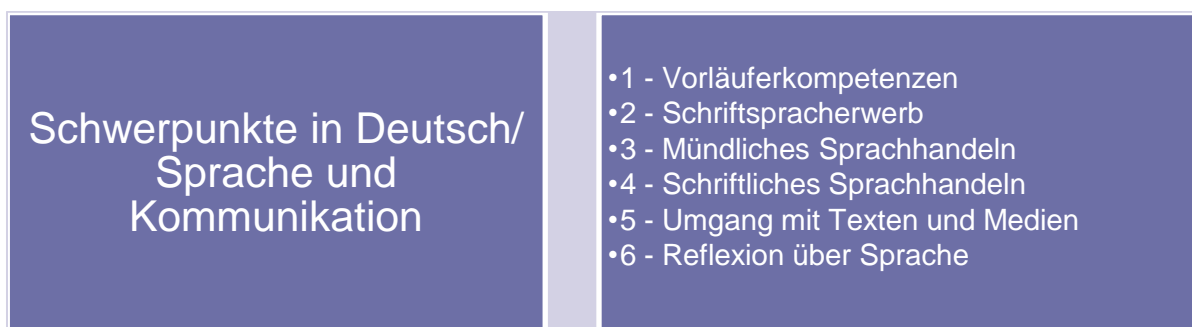 Schwerpunkte in Deutsch/
Sprache und
Kommunikation
•1 - Vorläuferkompetenzen
•2 - Schriftspracherwerb
•3 - Mündliches Sprachhandeln
•4 - Schriftliches Sprachhandeln
•5 - Umgang mit Texten und Medien
•6 - Reflexion über Sprache